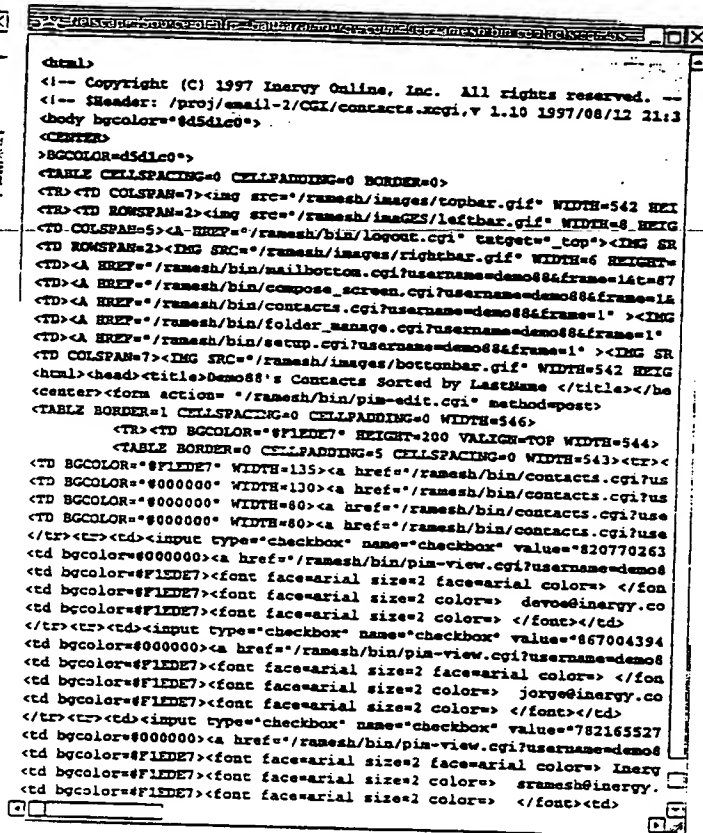 <html>
<!-- Copyright (C) 1997 Inergy Online, Inc.  All rights reserved. --
<!-- $Header: /proj/email-2/CGI/contacts.xcgi,v 1.10 1997/08/12 21:3
<body bgcolor="#d5d1c0">
<CENTER>
>BGCOLOR=d5d1c0">
<TABLE CELLSPACING=0 CELLPADDING=0 BORDER=0>
<TR><TD COLSPAN=7><img src="/ramesh/images/topbar.gif" WIDTH=542 HEI
<TR><TD ROWSPAN=2><img src="/ramesh/imaGES/leftbar.gif" WIDTH=8 HEIG
<TD COLSPAN=5><A HREF="/ramesh/bin/logout.cgi" tatget="_top"><IMG SR
<TD ROWSPAN=2><IMG SRC="/ramesh/images/rightbar.gif" WIDTH=6 HEIGHT=
<TD><A HREF="/ramesh/bin/mailbottom.cgi?username=demo88&frame=1&t=87
<TD><A HREF="/ramesh/bin/compose_screen.cgi?username=demo88&frame=1&
<TD><A HREF="/ramesh/bin/contacts.cgi?username=demo88&frame=1" ><IMG
<TD><A HREF="/ramesh/bin/folder_manage.cgi?username=demo88&frame=1"
<TD><A HREF="/ramesh/bin/setup.cgi?username=demo88&frame=1" ><IMG SR
<TD COLSPAN=7><IMG SRC="/ramesh/images/bottombar.gif" WIDTH=542 HEIG
<html><head><title>Demo88's Contacts Sorted by LastName </title></he
<center><form action= "/ramesh/bin/pim-edit.cgi" method=post>
<TABLE BORDER=1 CELLSPACING=0 CELLPADDING=0 WIDTH=546>
<TR><TD BGCOLOR="#F1EDE7" HEIGHT=200 VALIGN=TOP WIDTH=544>
<TABLE BORDER=0 CELLPADDING=5 CELLSPACING=0 WIDTH=543><tr><
<TD BGCOLOR="#F1EDE7" WIDTH=135><a href="/ramesh/bin/contacts.cgi?us
<TD BGCOLOR="#000000" WIDTH=130><a href="/ramesh/bin/contacts.cgi?us
<TD BGCOLOR="#000000" WIDTH=80><a href="/ramesh/bin/contacts.cgi?use
<TD BGCOLOR="#000000" WIDTH=80><a href="/ramesh/bin/contacts.cgi?use
</tr><tr><td><input type="checkbox" name="checkbox" value="820770263
<td bgcolor=#000000><a href="/ramesh/bin/pim-view.cgi?username=demo8
<td bgcolor=#F1EDE7><font face=arial size=2 face=arial color=> </fon
<td bgcolor=#F1EDE7><font face=arial size=2 color=>  devoe@inergy.co
<td bgcolor=#F1EDE7><font face=arial size=2 color=>  </font></td>
</tr><tr><td><input type="checkbox" name="checkbox" value="867004394
<td bgcolor=#000000><a href="/ramesh/bin/pim-view.cgi?username=demo8
<td bgcolor=#F1EDE7><font face=arial size=2 face=arial color=> </fon
<td bgcolor=#F1EDE7><font face=arial size=2 color=>  jorge@inergy.co
<td bgcolor=#F1EDE7><font face=arial size=2 color=>  </font></td>
</tr><tr><td><input type="checkbox" name="checkbox" value="782165527
<td bgcolor=#000000><a href="/ramesh/bin/pim-view.cgi?username=demo8
<td bgcolor=#F1EDE7><font face=arial size=2 face=arial color=> Inerg
<td bgcolor=#F1EDE7><font face=arial size=2 color=>  sramesh@inergy.
<td bgcolor=#F1EDE7><font face=arial size=2 color=>  </font><td>